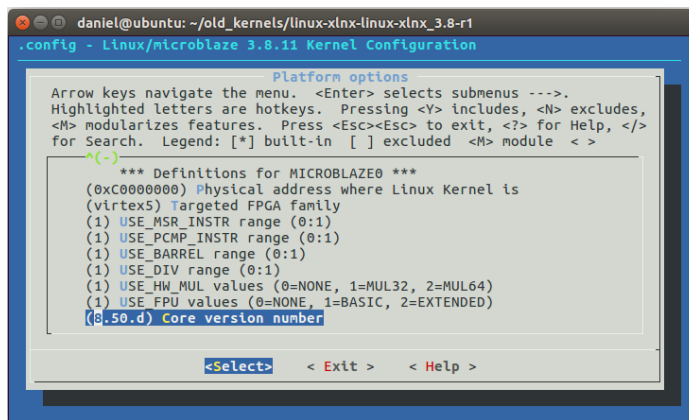 daniel@ubuntu: ~/old_kernels/linux-xlnx-linux-xlnx_3.8-r1
.config - Linux/microblaze 3.8.11 Kernel Configuration
Platform options
Arrow keys navigate the menu.  <Enter> selects submenus --->.
Highlighted letters are hotkeys.  Pressing <Y> includes, <N> excludes,
<M> modularizes features.  Press <Esc><Esc> to exit, <?> for Help, </>
for Search.  Legend: [*] built-in  [ ] excluded  <M> module  < >
^(-)
*** Definitions for MICROBLAZE0 ***
(0xC0000000) Physical address where Linux Kernel is
(virtex5) Targeted FPGA family
(1) USE_MSR_INSTR range (0:1)
(1) USE_PCMP_INSTR range (0:1)
(1) USE_BARREL range (0:1)
(1) USE_DIV range (0:1)
(1) USE_HW_MUL values (0=NONE, 1=MUL32, 2=MUL64)
(1) USE_FPU values (0=NONE, 1=BASIC, 2=EXTENDED)
(8.50.d) Core version number
<Select>    < Exit >    < Help >